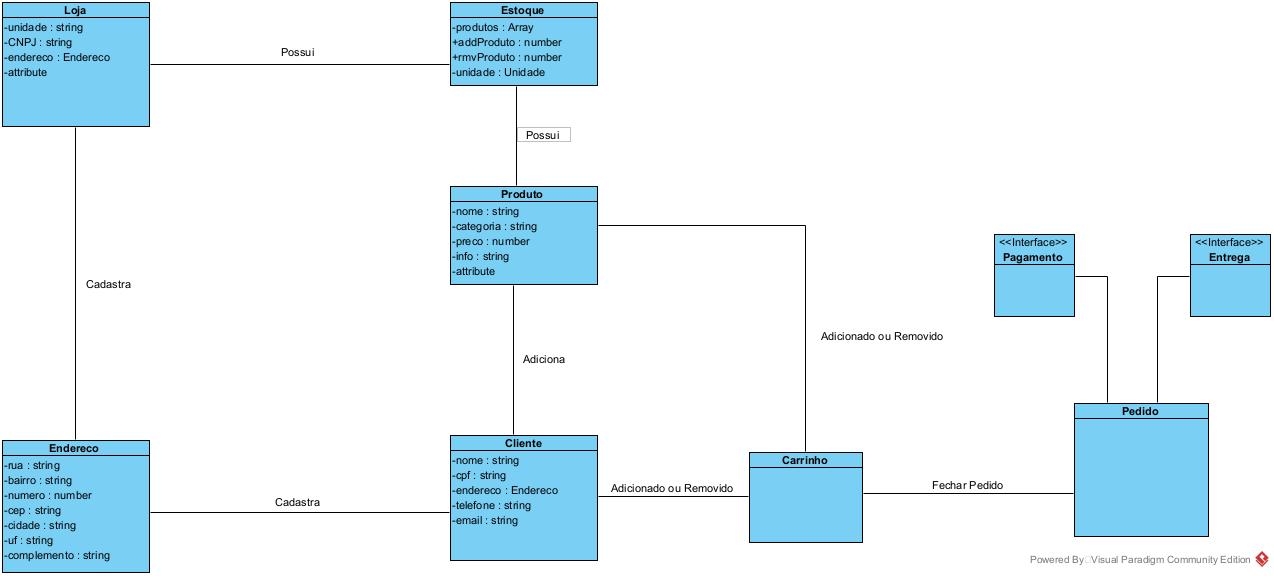 Loja
-unidade : string
-CNPJ : string
-endereco : Endereco
-attribute
Possui
Estoque
-produtos : Array
+addProduto : number
+rmvProduto : number
-unidade : Unidade
Possui
Produto
-nome : string
-categoria : string
-preco : number
-info : string
-attribute
<<Interface>>
Pagamento
<<Interface>>
Entrega
Cadastra
Adicionado ou Removido
Adiciona
Pedido
Endereco
-rua : string
-bairro : string
-numero : number
-cep : string
-cidade : string
-uf : string
-complemento : string
Cadastra
Cliente
-nome : string
-cpf : string
-endereco : Endereco
-telefone : string
-email : string
Adicionado ou Removido
Carrinho
Fechar Pedido
Powered By Visual Paradigm Community Edition